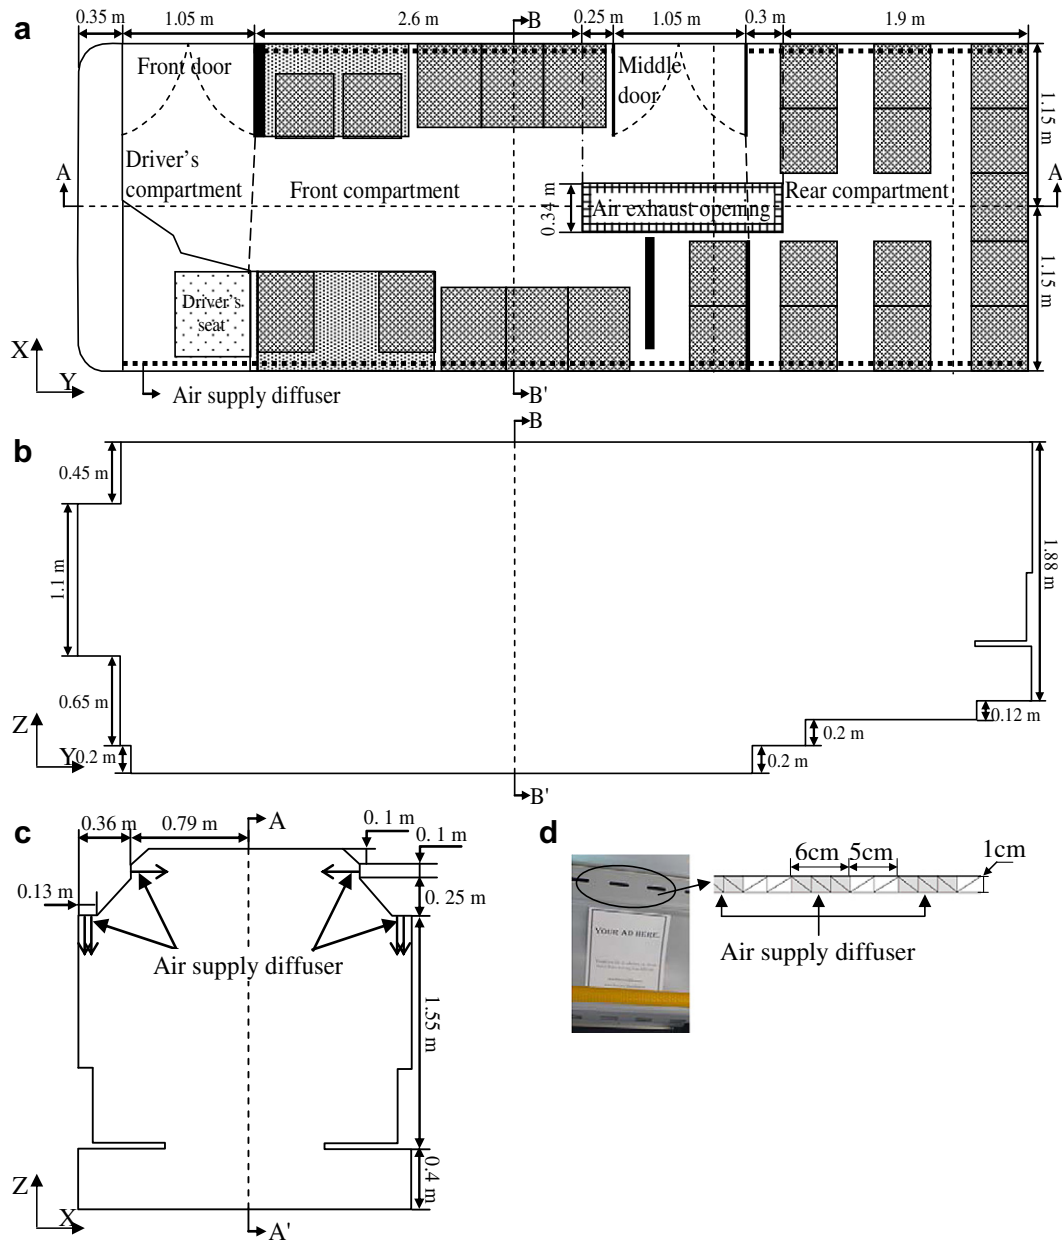 a
0.35 m
1.05 m
2.6 m
B
0.25 m
1.05 m
0.3 m
1.9 m
Front door
Middle
door
1.15 m
Driver's
compartment
A
Front compartment
0.34 m
Air exhaust opening
Rear compartment
A
1.15 m
Driver's
seat
X
Y
Air supply diffuser
B'
b
B
0.45 m
1.1 m
1.88 m
0.65 m
Z
Y
0.2 m
0.12 m
0.2 m
0.2 m
B'
c
0.36 m
0.79 m
A
0. 1 m
0. 1 m
0.13 m
0. 25 m
Air supply diffuser
1.55 m
0.4 m
Z
X
A'
d
6cm
5cm
1cm
YOUR AD HERE.
Air supply diffuser